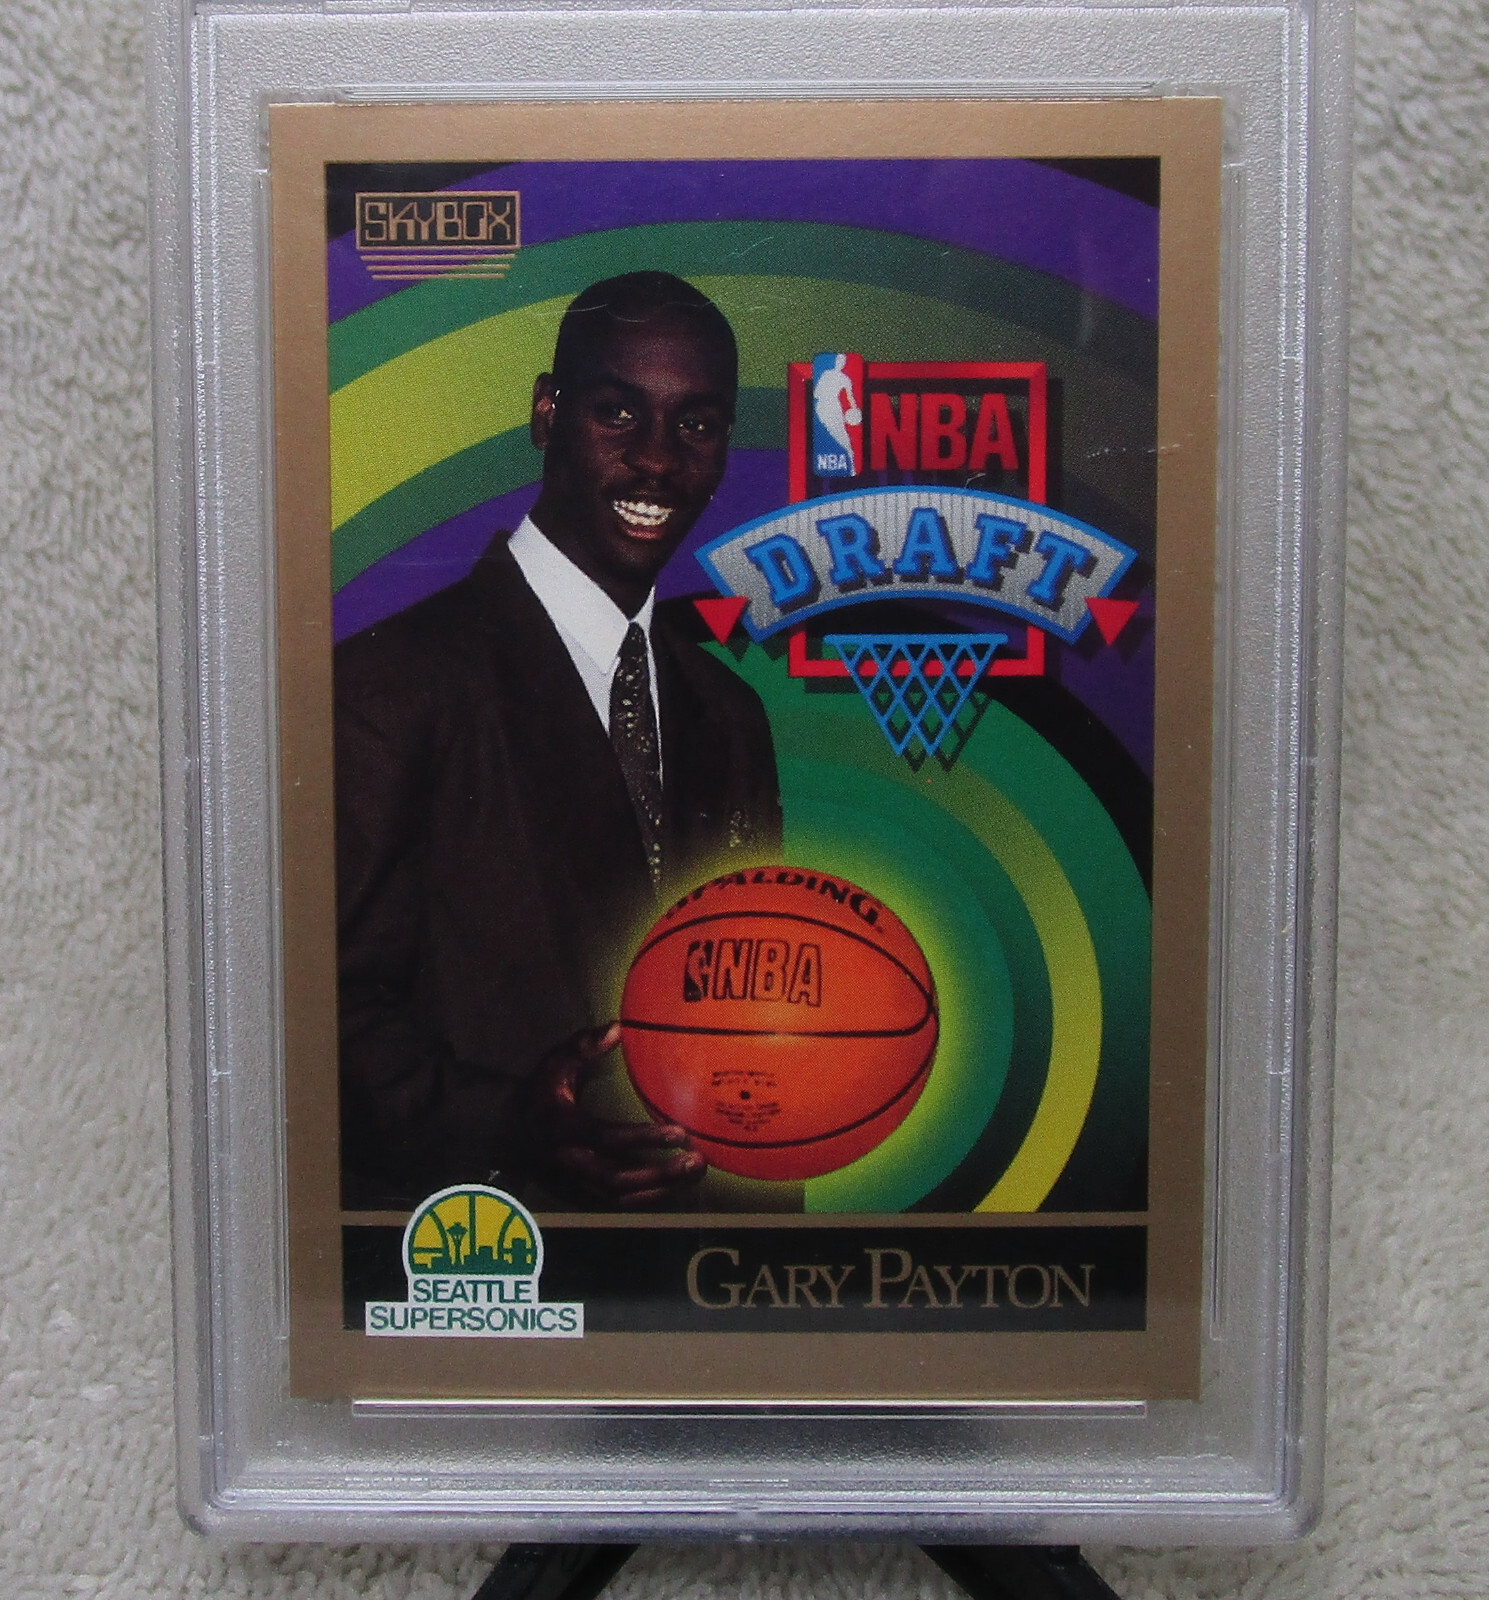 SKYBOX
NBA
NBA
DRAFT
SPALDING
NBA
SEATTLE
SUPERSONICS
GARY PAYTON